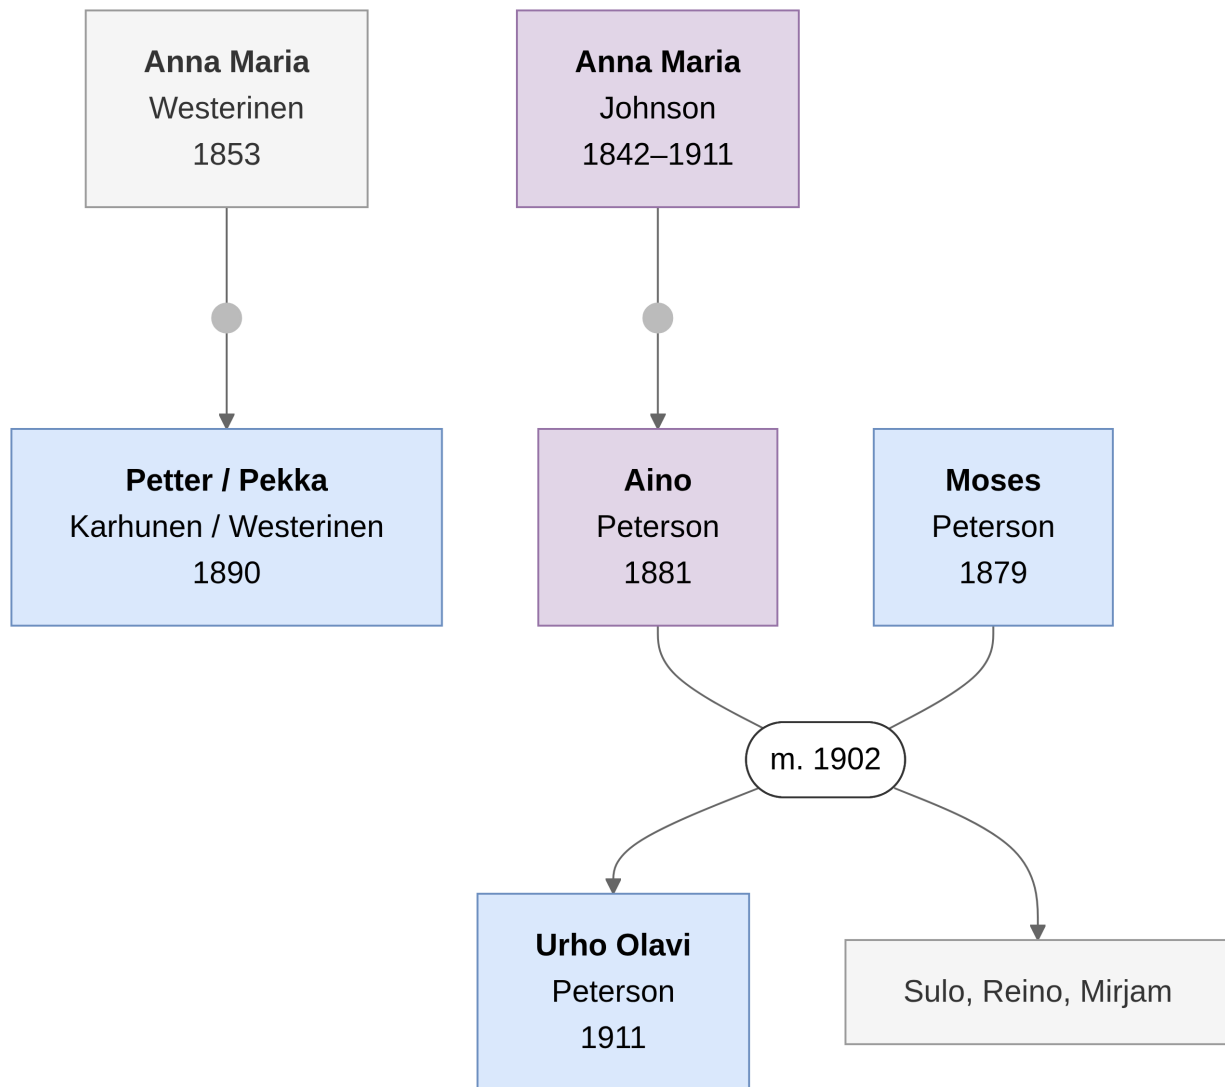 Anna Maria
Westerinen
1853
Anna Maria
Johnson
1842–1911
Petter / Pekka
Karhunen / Westerinen
1890
Aino
Peterson
1881
Moses
Peterson
1879
m. 1902
Urho Olavi
Peterson
1911
Sulo, Reino, Mirjam